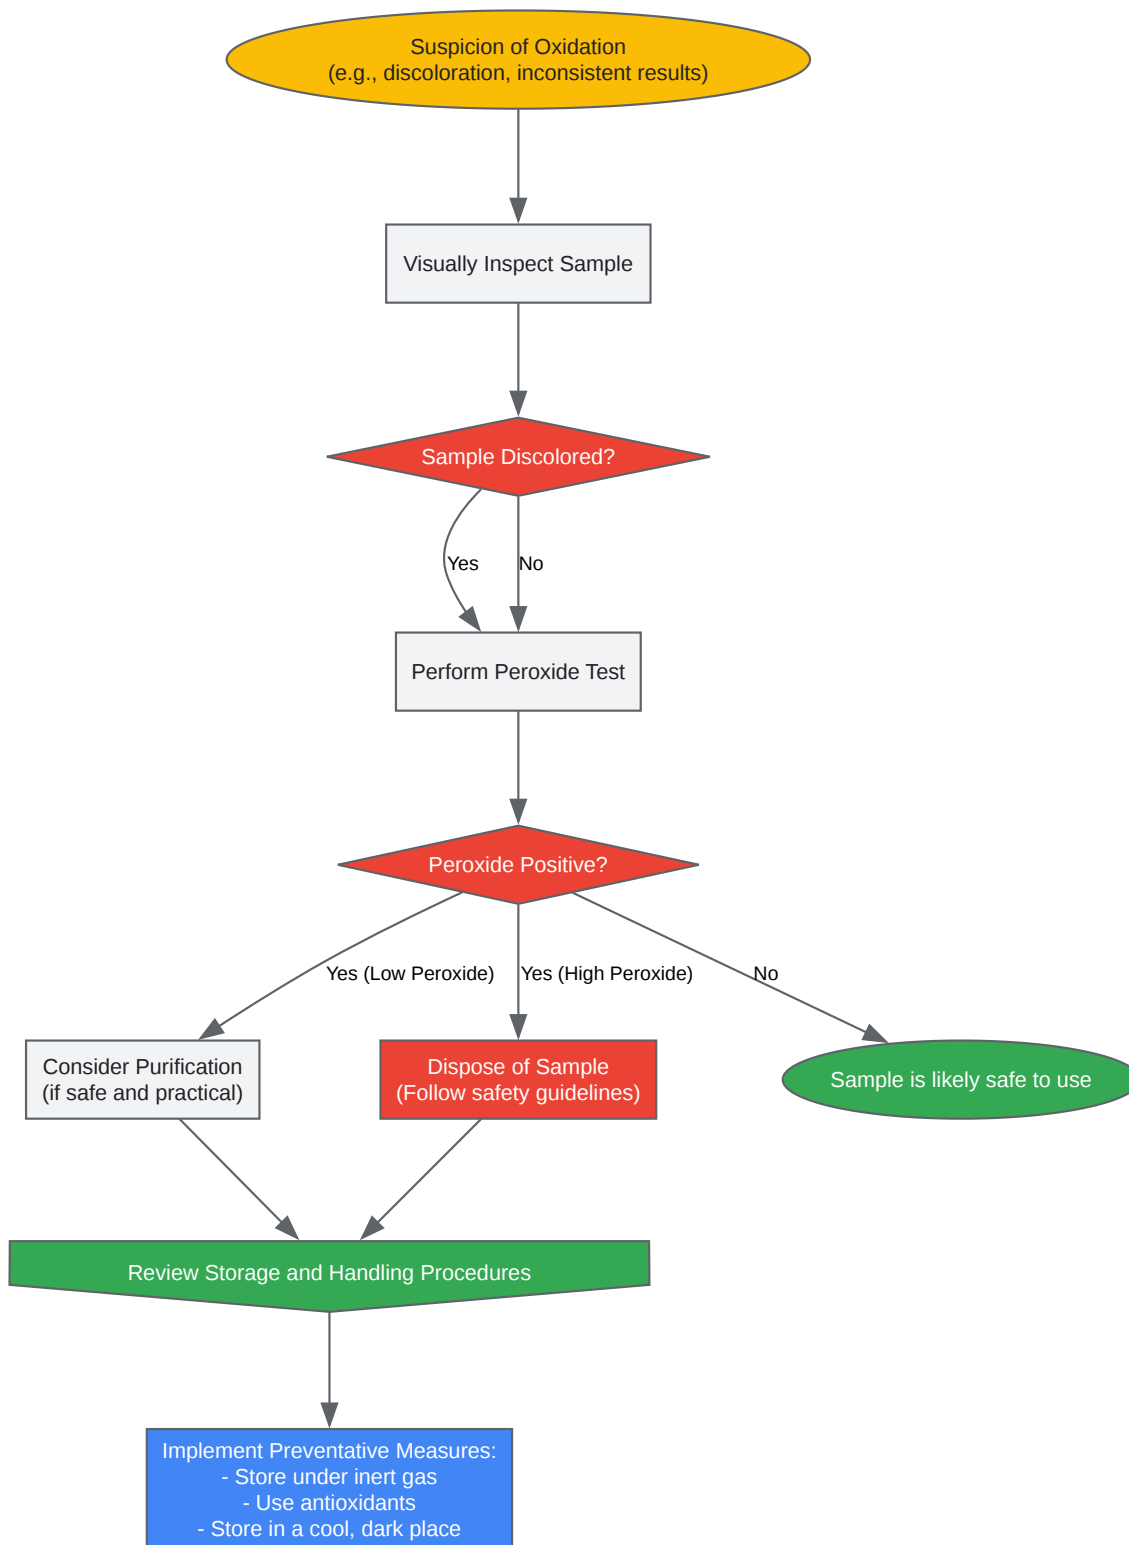 Suspicion of Oxidation
(e.g., discoloration, inconsistent results)
Visually Inspect Sample
Sample Discolored?
Yes
No
Perform Peroxide Test
Peroxide Positive?
Yes (Low Peroxide)
Yes (High Peroxide)
No
Consider Purification
(if safe and practical)
Dispose of Sample
(Follow safety guidelines)
Sample is likely safe to use
Review Storage and Handling Procedures
Implement Preventative Measures:
- Store under inert gas
- Use antioxidants
- Store in a cool, dark place